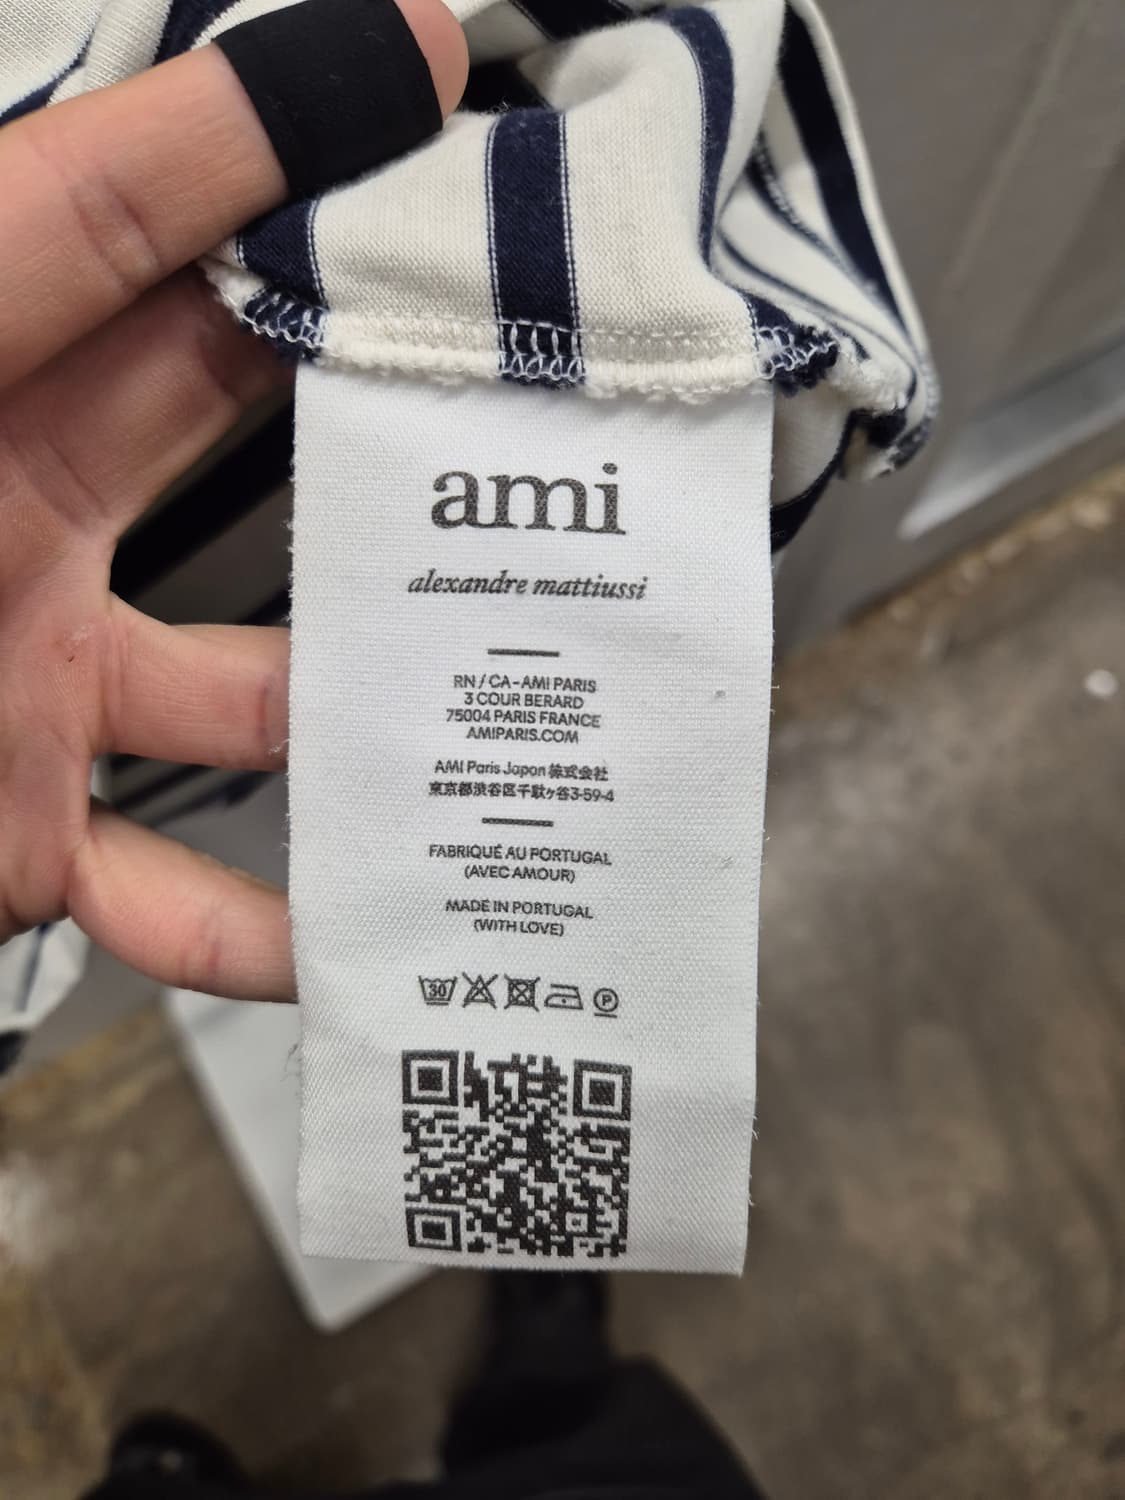 ami
alexandre mattiussi
RN / CA-AMI PARIS
3 COUR BERARD
75004 PARIS FRANCE
AMIPARIS.COM
AMI Paris Japon 株式会社
東京都渋谷区千駄ヶ谷3-59-4
FABRIQUÉ AU PORTUGAL
(AVEC AMOUR)
MADE IN PORTUGAL
(WITH LOVE)
30 P